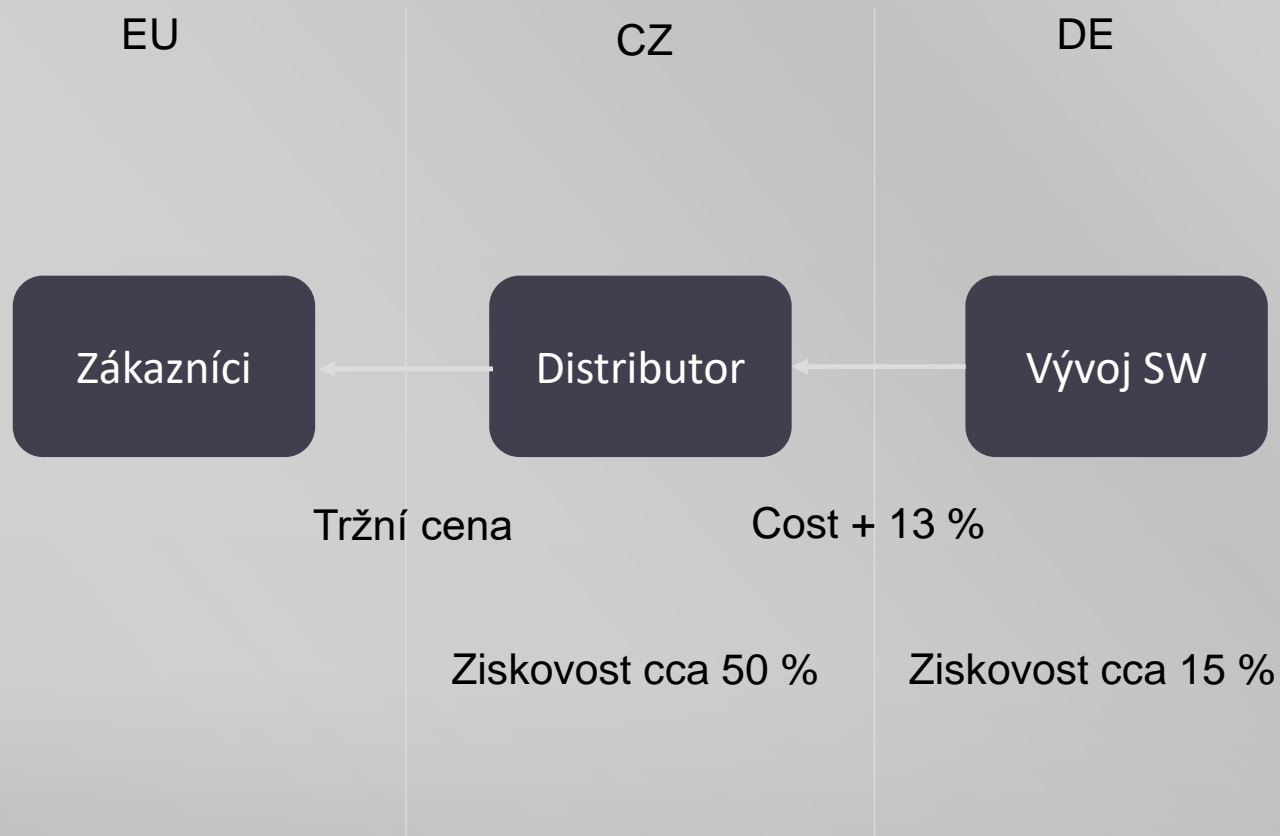 EU
CZ
DE
Zákazníci
Distributor
Vývoj SW
Tržní cena
Cost + 13 %
Ziskovost cca 50 %
Ziskovost cca 15 %